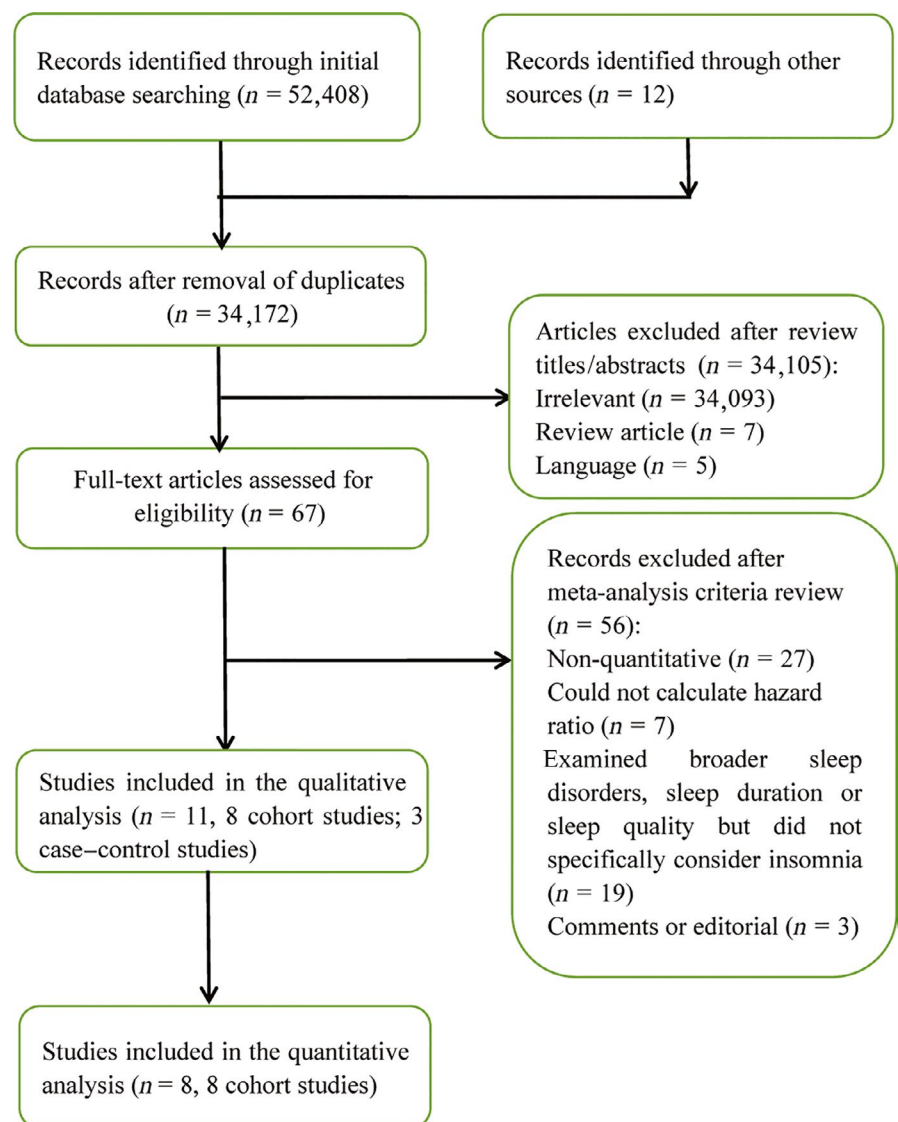 Records identified through initial
database searching (n = 52,408)
Records identified through other
sources (n = 12)
Records after removal of duplicates
(n = 34,172)
Articles excluded after review
titles/abstracts (n = 34,105):
Irrelevant (n = 34,093)
Review article (n = 7)
Language (n = 5)
Full-text articles assessed for
eligibility (n = 67)
Records excluded after
meta-analysis criteria review
(n = 56):
Non-quantitative (n = 27)
Could not calculate hazard
ratio (n = 7)
Examined broader sleep
disorders, sleep duration or
sleep quality but did not
specifically consider insomnia
(n = 19)
Comments or editorial (n = 3)
Studies included in the qualitative
analysis (n = 11, 8 cohort studies; 3
case–control studies)
Studies included in the quantitative
analysis (n = 8, 8 cohort studies)